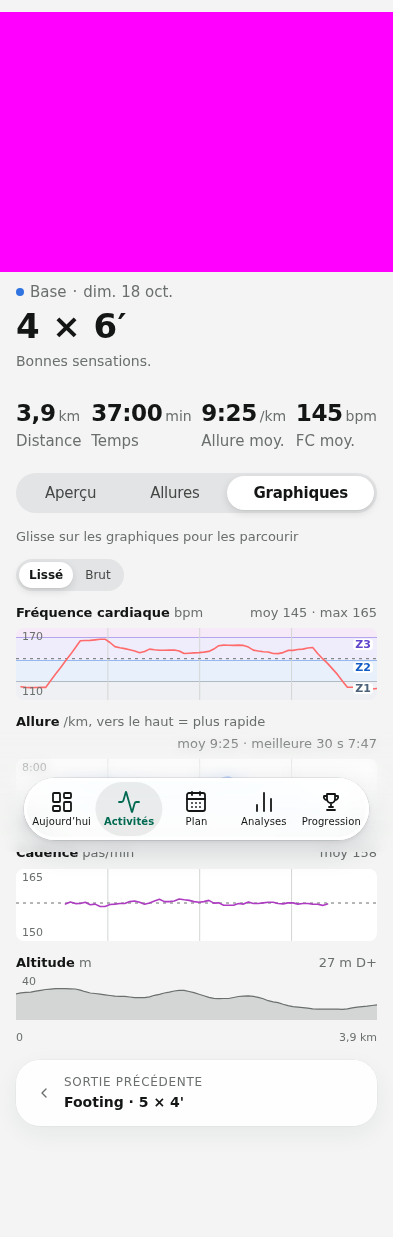 Base · dim. 18 oct.
4 × 6′
Bonnes sensations.
3,9 km 37:00 min 9:25 /km 145 bpm
Distance Temps Allure moy. FC moy.
Aperçu Allures Graphiques
Glisse sur les graphiques pour les parcourir
Lissé Brut
Fréquence cardiaque bpm moy 145 · max 165
170
Z3
Z2
Z1
110
Allure /km, vers le haut = plus rapide
moy 9:25 · meilleure 30 s 7:47
8:00
Aujourd’hui Activités Plan Analyses Progression
Cadence pas/min moy 158
165
150
Altitude m 27 m D+
40
0 3,9 km
SORTIE PRÉCÉDENTE
Footing · 5 × 4'